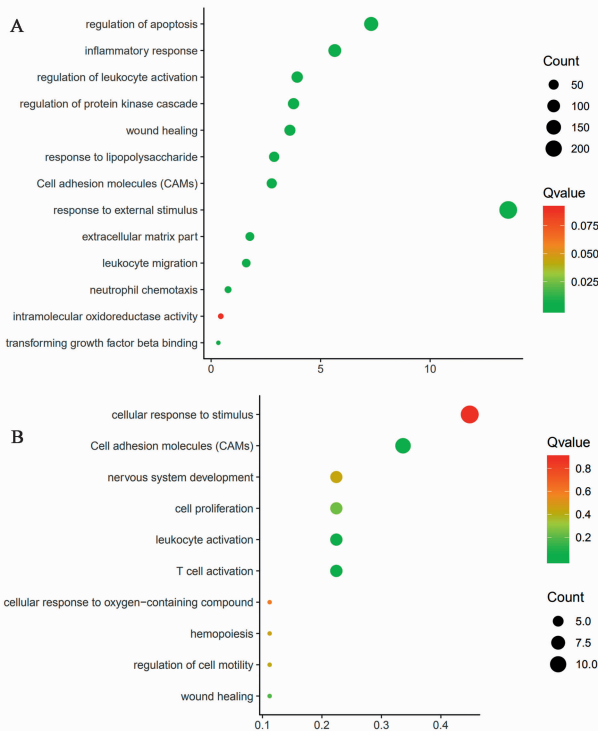 A
regulation of apoptosis
inflammatory response
regulation of leukocyte activation
regulation of protein kinase cascade
wound healing
response to lipopolysaccharide
Cell adhesion molecules (CAMs)
response to external stimulus
extracellular matrix part
leukocyte migration
neutrophil chemotaxis
intramolecular oxidoreductase activity
transforming growth factor beta binding
0 5 10
Count
50
100
150
200
Qvalue
0.075
0.050
0.025
B
cellular response to stimulus
Cell adhesion molecules (CAMs)
nervous system development
cell proliferation
leukocyte activation
T cell activation
cellular response to oxygen−containing compound
hemopoiesis
regulation of cell motility
wound healing
0.1 0.2 0.3 0.4
Qvalue
0.8
0.6
0.4
0.2
Count
5.0
7.5
10.0